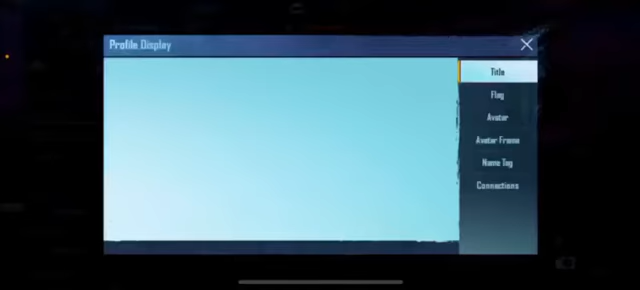 Profile Display
Title
Flag
Avatar
Avatar Frame
Name Tag
Connections